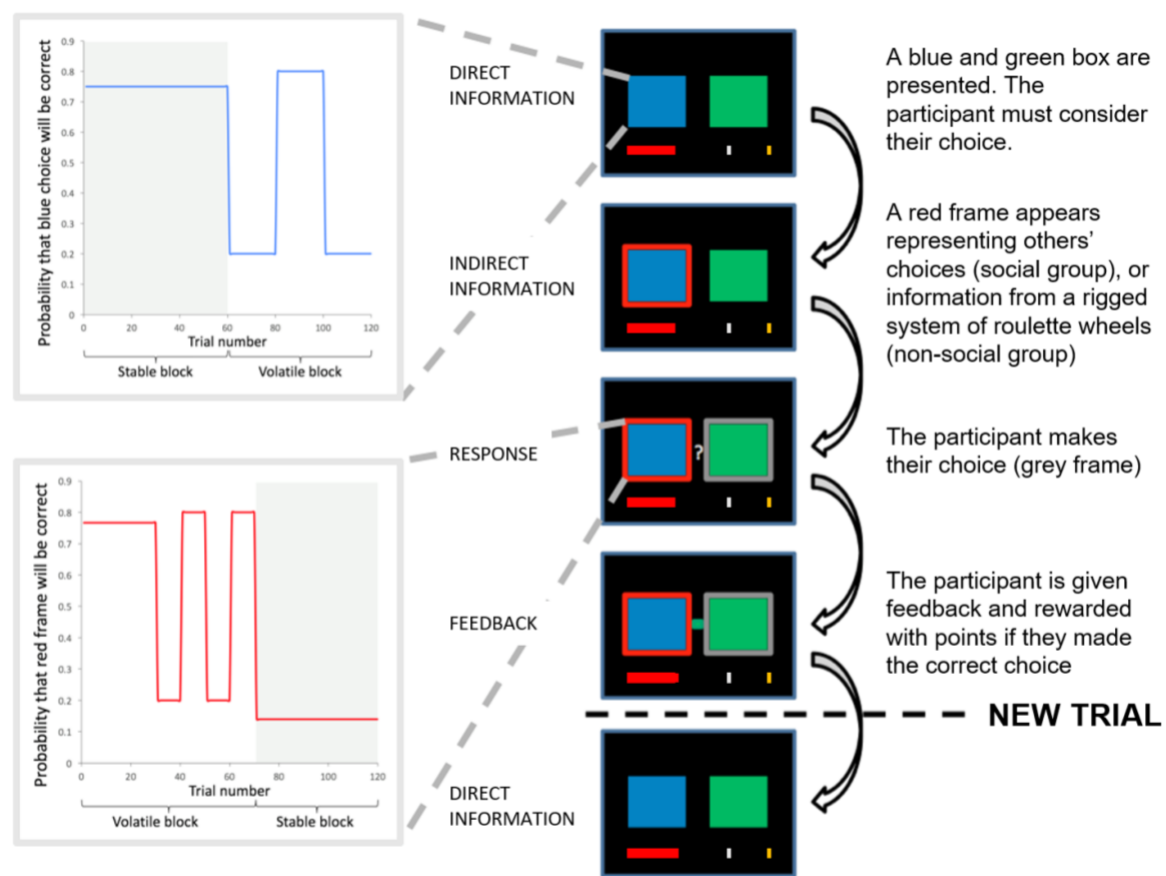 Probability that blue choice will be correct
0.9
0.8
0.7
0.6
0.5
0.4
0.3
0.2
0.1
0
0 20 40 60 80 100 120
Trial number
Stable block Volatile block
Probability that red frame will be correct
0.9
0.8
0.7
0.6
0.5
0.4
0.3
0.2
0.1
0
0 20 40 60 80 100 120
Trial number
Volatile block Stable block
DIRECT
INFORMATION
INDIRECT
INFORMATION
RESPONSE
FEEDBACK
DIRECT
INFORMATION
?
A blue and green box are
presented. The
participant must consider
their choice.
A red frame appears
representing others'
choices (social group), or
information from a rigged
system of roulette wheels
(non-social group)
The participant makes
their choice (grey frame)
The participant is given
feedback and rewarded
with points if they made
the correct choice
NEW TRIAL